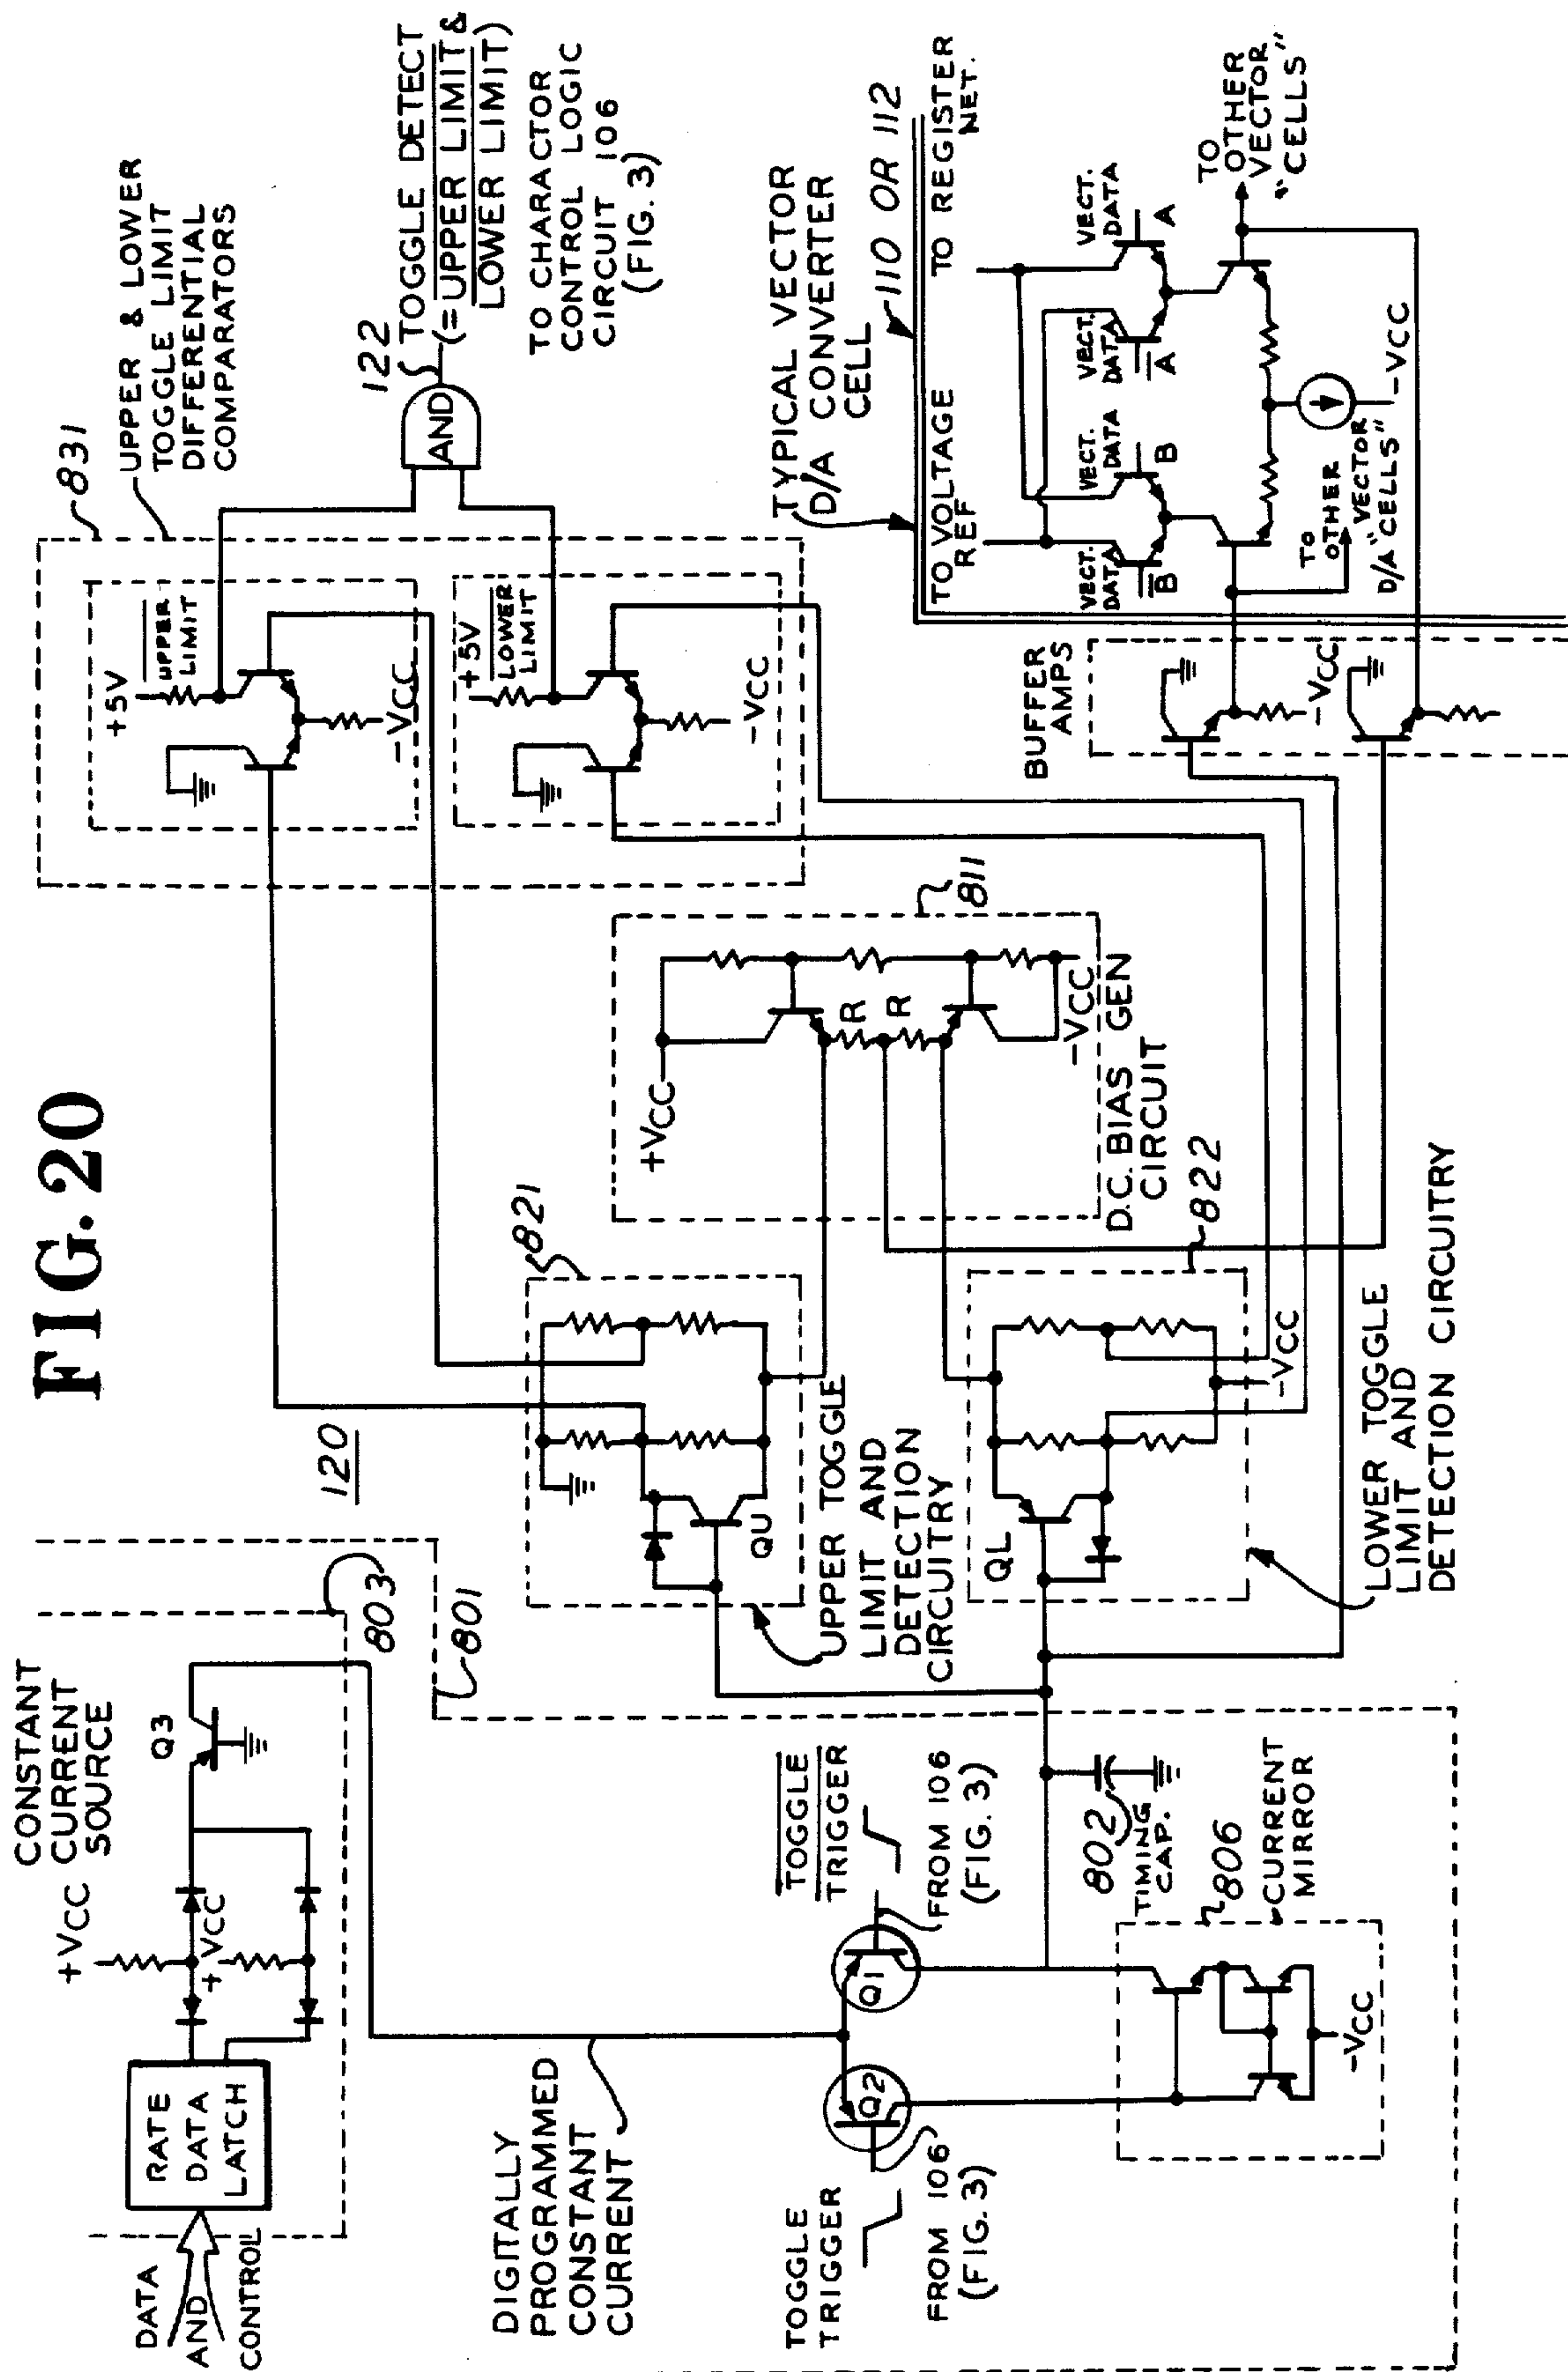 FIG. 20
120
CONSTANT
CURRENT
SOURCE
+VCC
+VCC
Q3
803
801
RATE
DATA
LATCH
DATA
AND
CONTROL
DIGITALLY
PROGRAMMED
CONSTANT
CURRENT
TOGGLE
TRIGGER
FROM 106
(FIG. 3)
Q2
Q1
TOGGLE
TRIGGER
FROM 106
(FIG. 3)
802
TIMING
CAP.
806
CURRENT
MIRROR
-VCC
821
QU
UPPER TOGGLE
LIMIT AND
DETECTION
CIRCUITRY
QL
822
-VCC
LOWER TOGGLE
LIMIT AND
DETECTION CIRCUITRY
811
+VCC
R
R
-VCC
D.C. BIAS GEN
CIRCUIT
831
UPPER & LOWER
TOGGLE LIMIT
DIFFERENTIAL
COMPARATORS
+5V
UPPER
LIMIT
-VCC
+5V
LOWER
LIMIT
-VCC
122
AND
TOGGLE DETECT
(=UPPER LIMIT &
LOWER LIMIT)
TO CHARACTOR
CONTROL LOGIC
CIRCUIT 106
(FIG. 3)
TYPICAL VECTOR
D/A CONVERTER
CELL
110 OR 112
TO VOLTAGE
REF
TO REGISTER
NET.
VECT.
DATA
B
VECT.
DATA
B
VECT.
DATA
A
VECT.
DATA
A
TO
OTHER
VECTOR
"CELLS"
TO
OTHER
VECTOR
D/A "CELLS"
-VCC
BUFFER
AMPS
-VCC